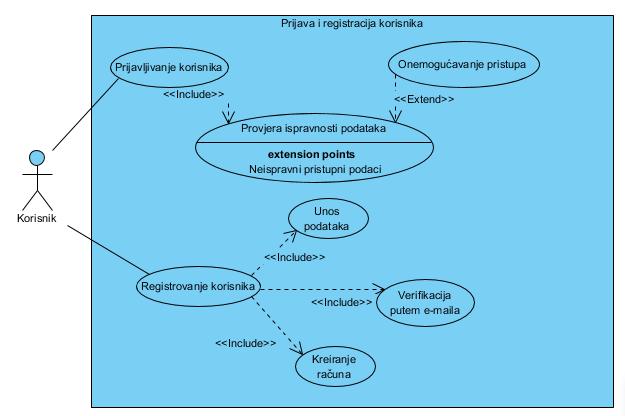 Prijava i registracija korisnika
Prijavljivanje korisnika
Onemogućavanje pristupa
<<Include>>
<<Extend>>
Provjera ispravnosti podataka
extension points
Neispravni pristupni podaci
Korisnik
Unos
podataka
<<Include>>
Registrovanje korisnika
<<Include>>
Verifikacija
putem e-maila
<<Include>>
Kreiranje
računa